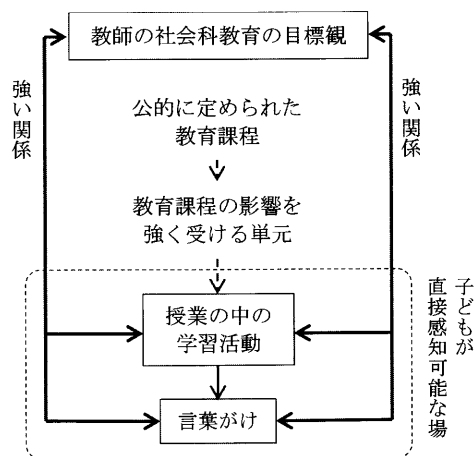 教師の社会科教育の目標観
強い関係
強い関係
公的に定められた
教育課程
教育課程の影響を
強く受ける単元
授業の中の
学習活動
言葉がけ
子どもが
直接感知可能な場